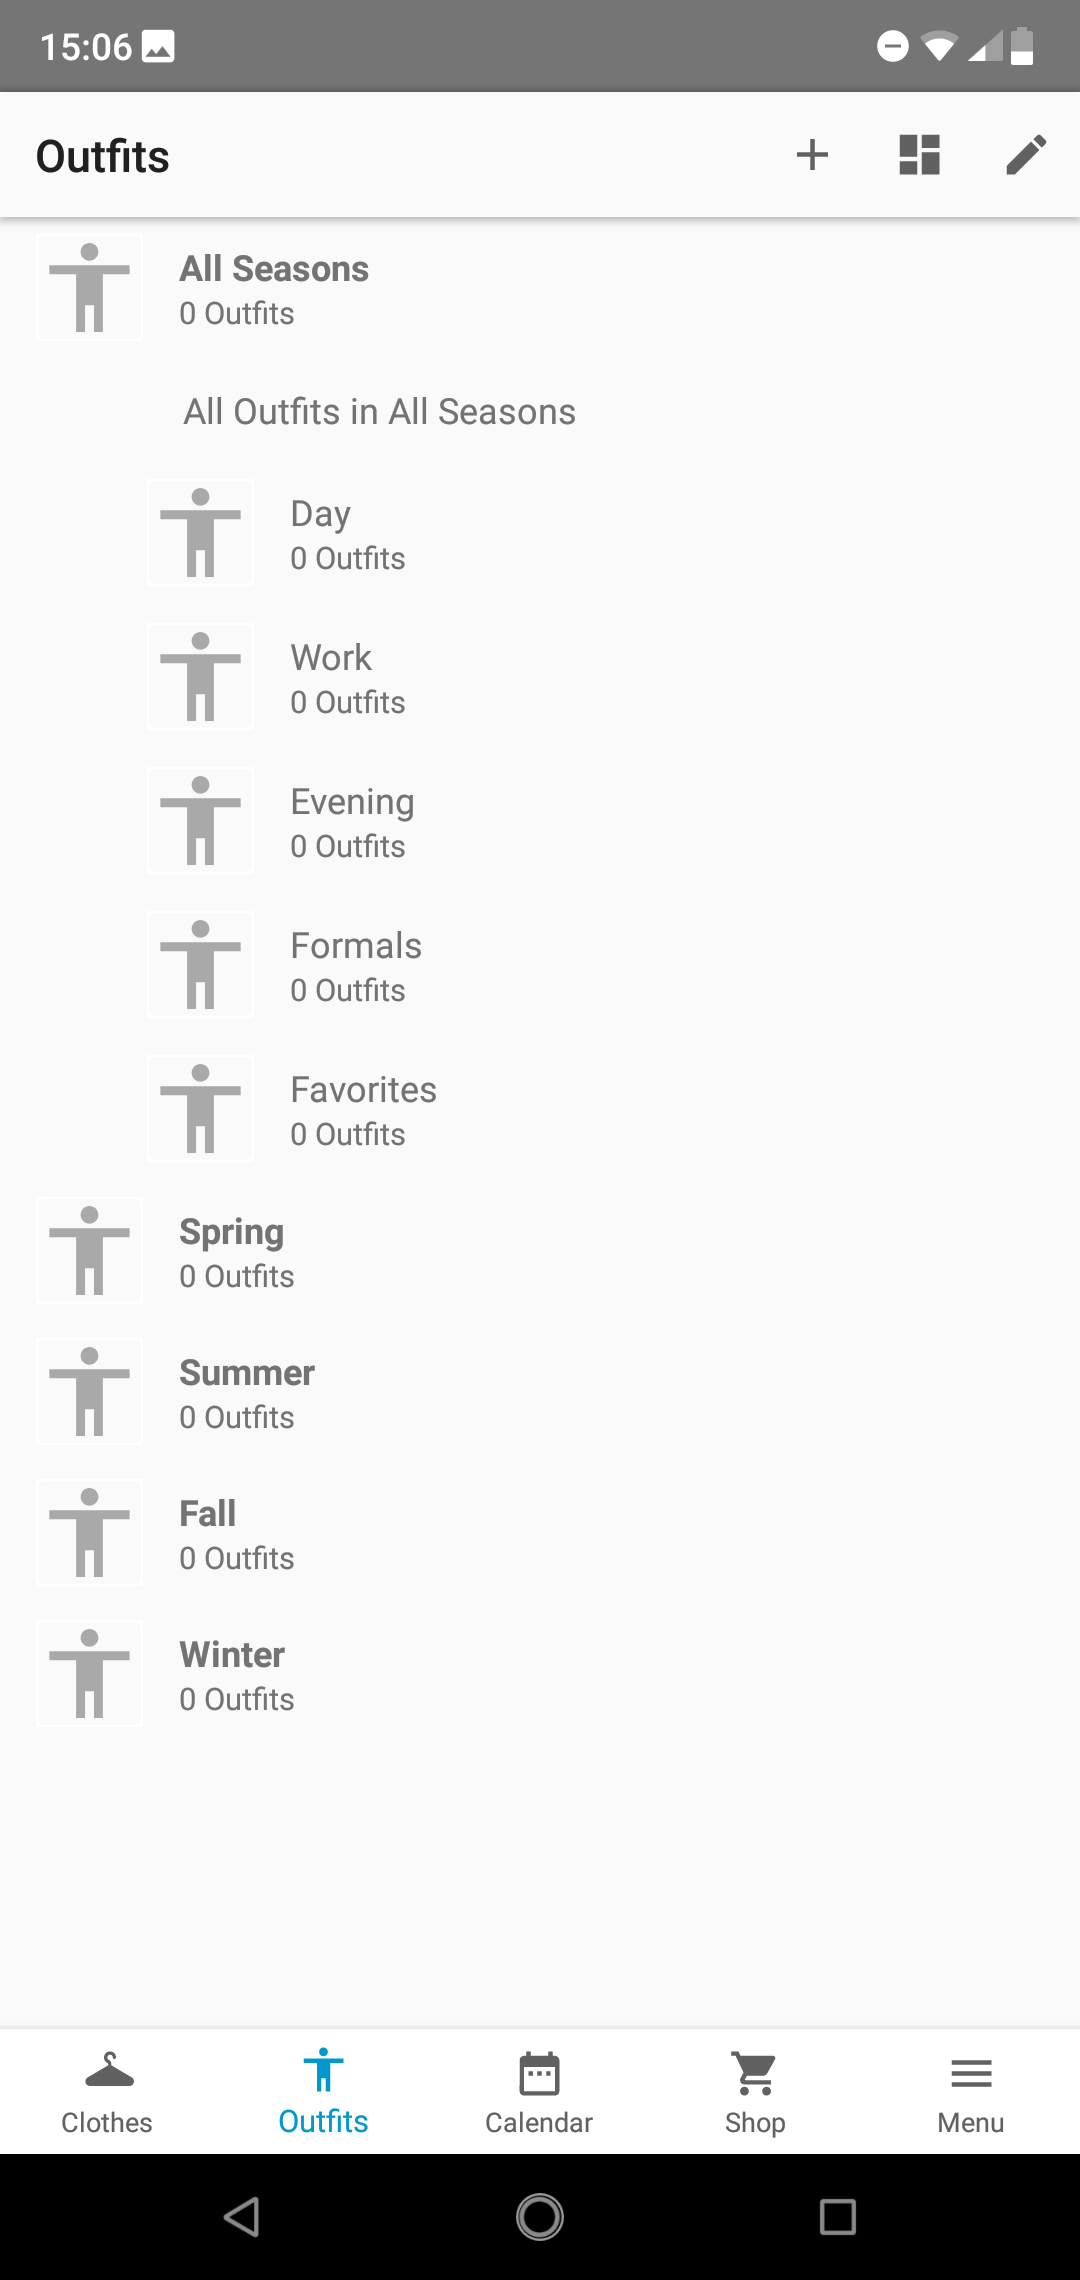 15:06
Outfits
All Seasons
0 Outfits
All Outfits in All Seasons
Day
0 Outfits
Work
0 Outfits
Evening
0 Outfits
Formals
0 Outfits
Favorites
0 Outfits
Spring
0 Outfits
Summer
0 Outfits
Fall
0 Outfits
Winter
0 Outfits
Clothes Outfits Calendar Shop Menu